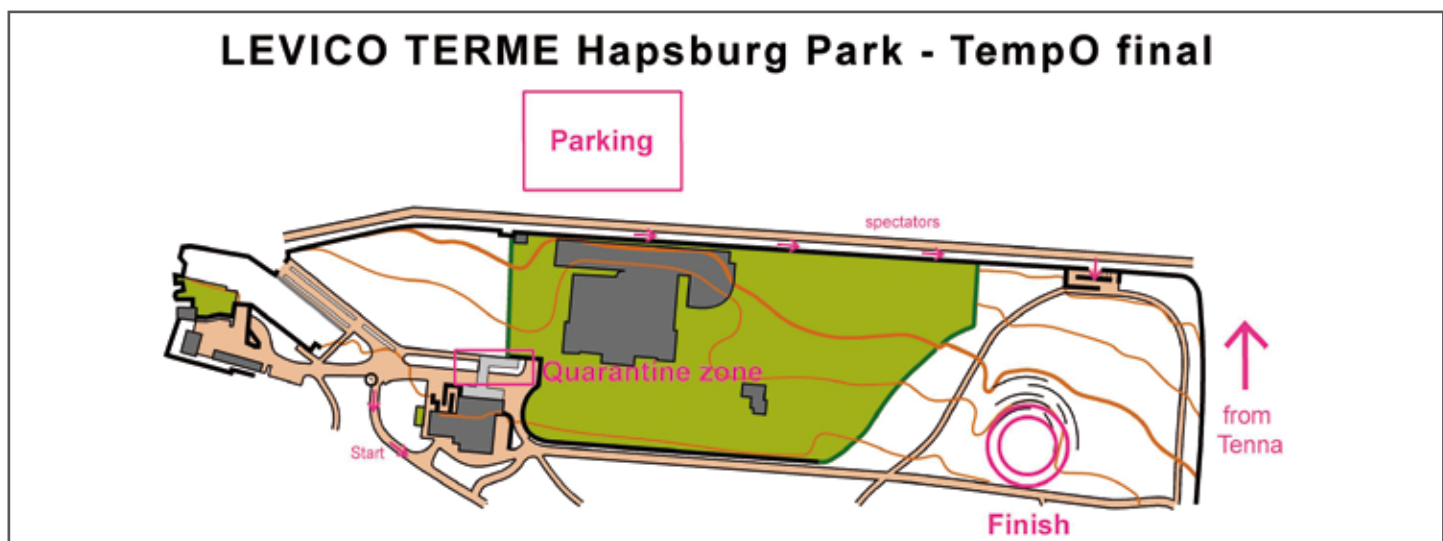 LEVICO TERME Hapsburg Park - TempO final
Parking
spectators
Quarantine zone
from
Tenna
Start
Finish